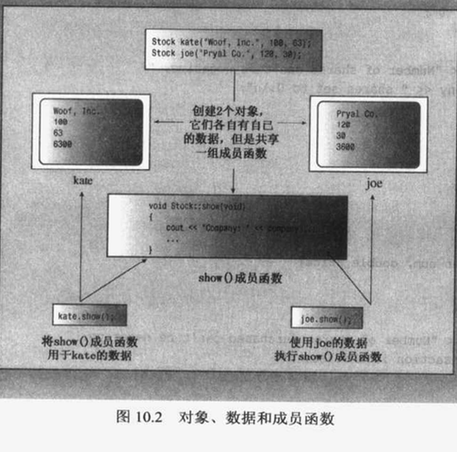 Stock kate("Woof, Inc.", 100, 63);
Stock joe("Pryal Co.", 120, 30);
Woof, Inc.
100
63
6300
kate
创建2个对象，
它们各自有自己
的数据，但是共享
一组成员函数
Pryal Co.
120
30
3600
joe
void Stock::shoe(void)
{
cout << "Company: " << company
...
}
show()成员函数
kate.show();
将show()成员函数
用于kate的数据
joe.show();
使用joe的数据
执行show()成员函数
图 10.2 对象、数据和成员函数